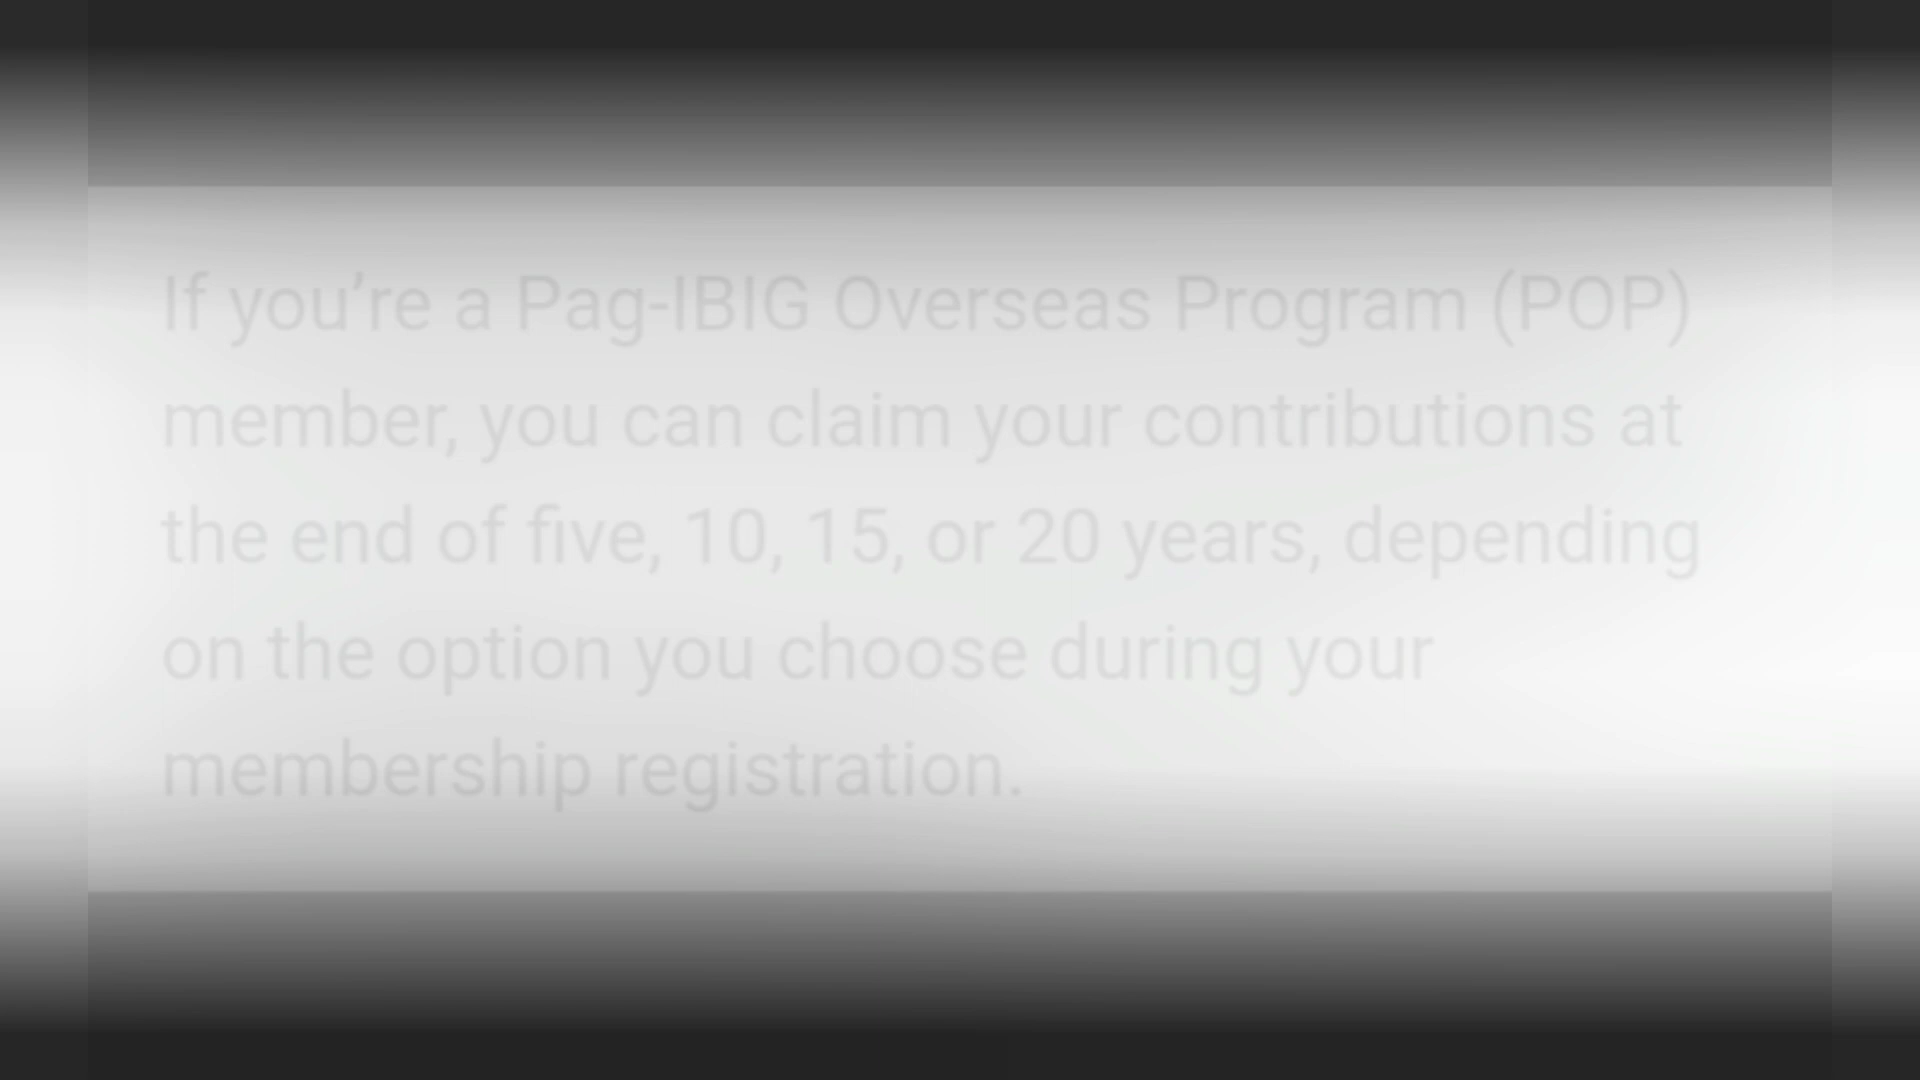 If you’re a Pag-IBIG Overseas Program (POP)
member, you can claim your contributions at
the end of five, 10, 15, or 20 years, depending
on the option you choose during your
membership registration.